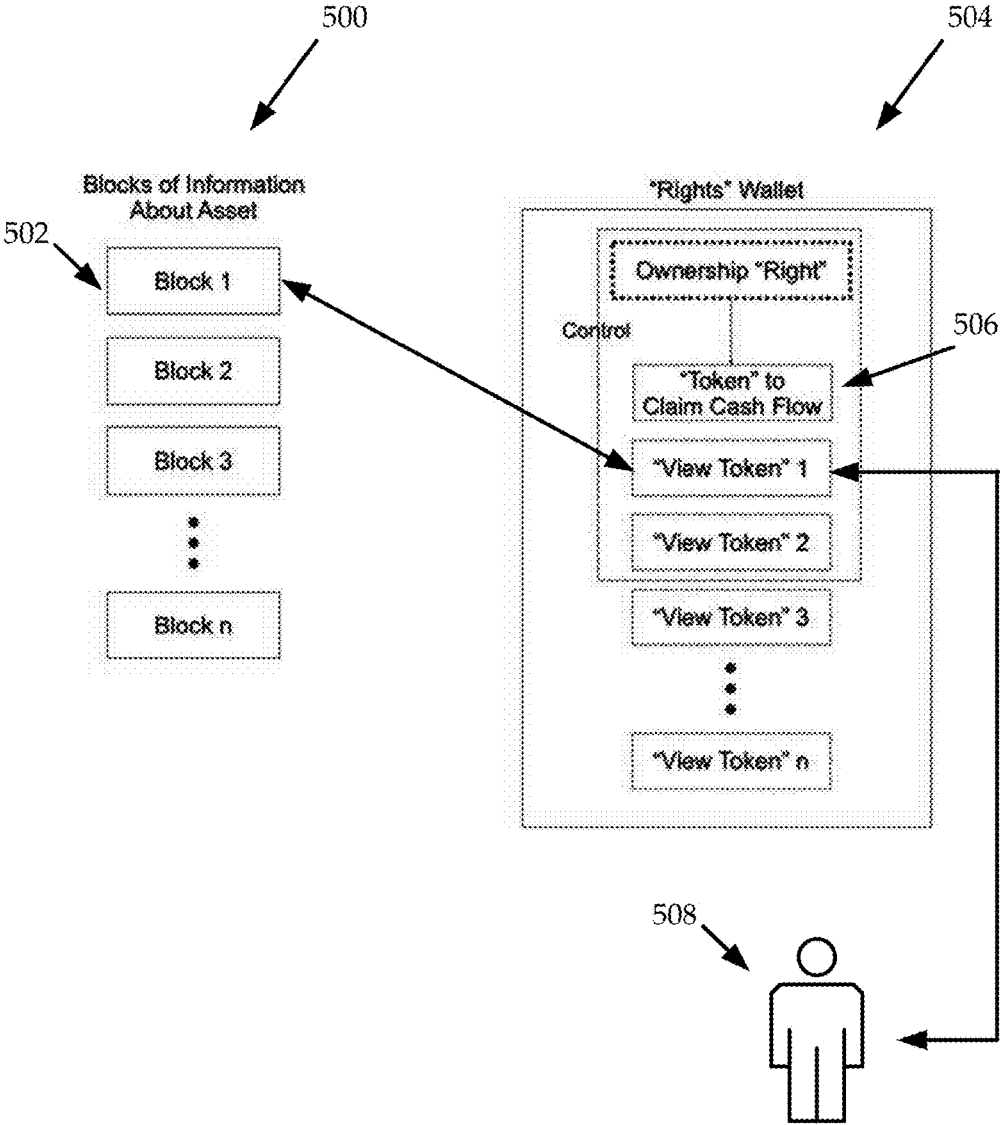 500
504
Blocks of Information
About Asset
502
Block 1
Block 2
Block 3
Block n
"Rights" Wallet
Ownership "Right"
Control
506
"Token" to
Claim Cash Flow
"View Token" 1
"View Token" 2
"View Token" 3
"View Token" n
508